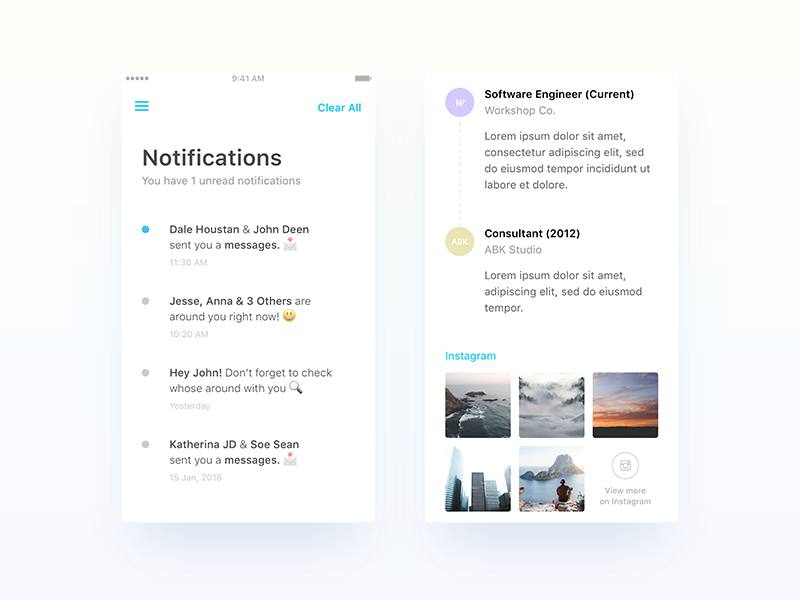 9:41 AM
Clear All
Notifications
You have 1 unread notifications
Dale Houstan & John Deen
sent you a messages. 📩
11:30 AM
Jesse, Anna & 3 Others are
around you right now! 😃
10:20 AM
Hey John! Don't forget to check
whose around with you 🔍
Yesterday
Katherina JD & Soe Sean
sent you a messages. 📩
15 Jan, 2016
W
Software Engineer (Current)
Workshop Co.
Lorem ipsum dolor sit amet,
consectetur adipiscing elit, sed
do eiusmod tempor incididunt ut
labore et dolore.
ABK
Consultant (2012)
ABK Studio
Lorem ipsum dolor sit amet,
adipiscing elit, sed do eiusmod
tempor.
Instagram
View more
on Instagram